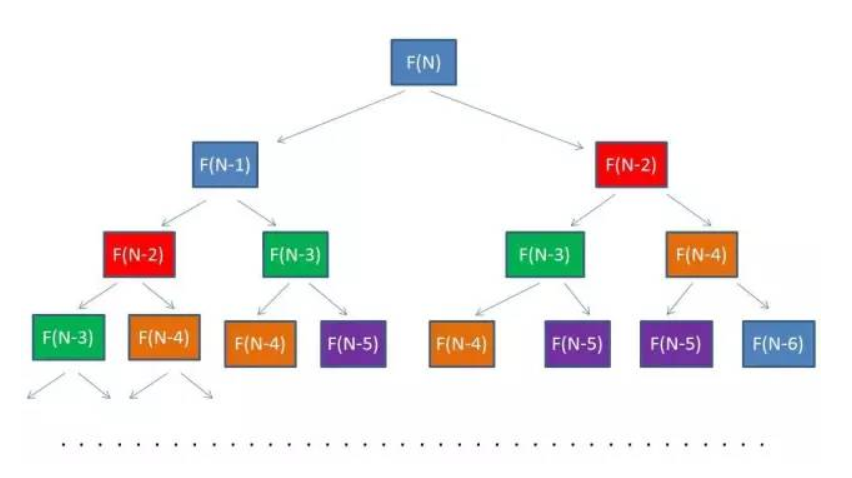 F(N)
F(N-1) F(N-2)
F(N-2) F(N-3) F(N-3) F(N-4)
F(N-3) F(N-4) F(N-4) F(N-5) F(N-4) F(N-5) F(N-5) F(N-6)